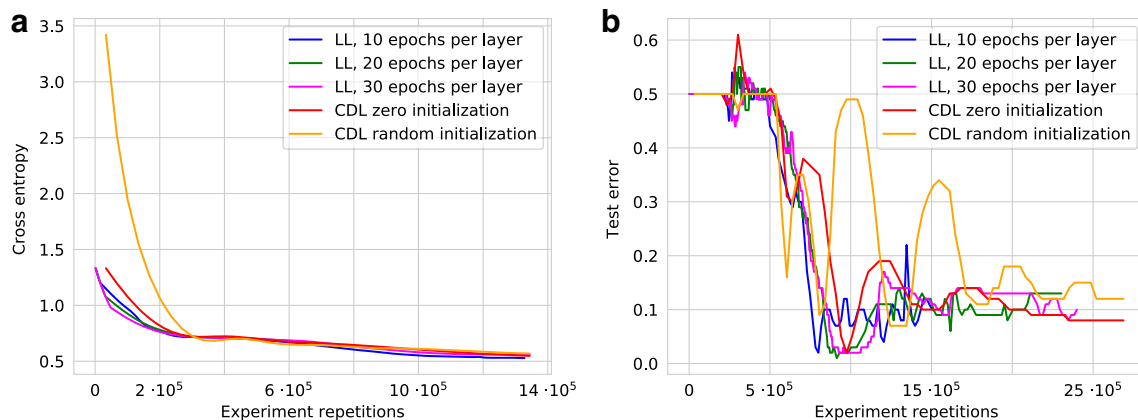 a
Cross entropy
3.5
3.0
2.5
2.0
1.5
1.0
0.5
LL, 10 epochs per layer
LL, 20 epochs per layer
LL, 30 epochs per layer
CDL zero initialization
CDL random initialization
0
2 ·10⁵
6 ·10⁵
10 ·10⁵
14 ·10⁵
Experiment repetitions
b
Test error
0.6
0.5
0.4
0.3
0.2
0.1
0.0
LL, 10 epochs per layer
LL, 20 epochs per layer
LL, 30 epochs per layer
CDL zero initialization
CDL random initialization
0
5 ·10⁵
15 ·10⁵
25 ·10⁵
Experiment repetitions